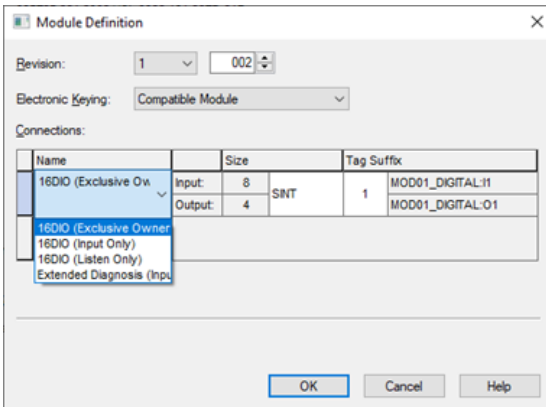 Module Definition
Revision: 1 002
Electronic Keying: Compatible Module
Connections:
Name Size Tag Suffix
16DIO (Exclusive Ow Input: 8 SINT 1 MOD01_DIGITAL:I1
Output: 4 MOD01_DIGITAL:O1
16DIO (Exclusive Owner
16DIO (Input Only)
16DIO (Listen Only)
Extended Diagnosis (Inpu
OK Cancel Help